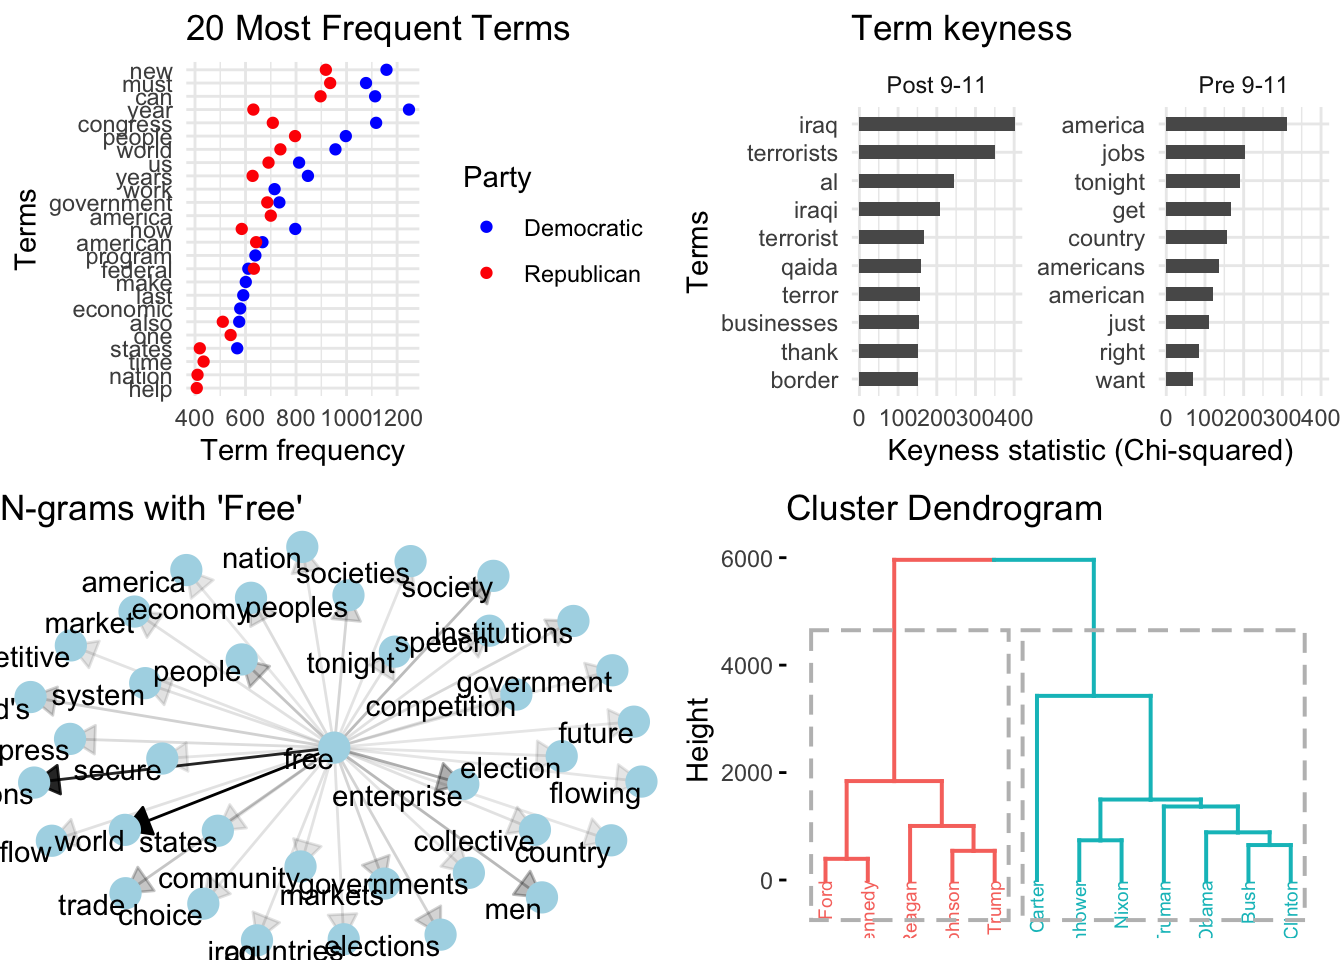 20 Most Frequent Terms
Terms
new
must
can
year
congress
people
world
us
years
work
government
america
now
american
program
federal
make
last
economic
also
one
states
time
nation
help
400 600 800 1000 1200
Term frequency
Party
Democratic
Republican
Term keyness
Post 9-11
Pre 9-11
Terms
iraq
terrorists
al
iraqi
terrorist
qaida
terror
businesses
thank
border
0 100 200 300 400
america
jobs
tonight
get
country
americans
american
just
right
want
0 100 200 300 400
Keyness statistic (Chi-squared)
N-grams with 'Free'
nation
societies
america
society
economy
peoples
market
institutions
speech
etitive
people
tonight
system
government
d's
competition
future
press
free
election
secure
ons
enterprise
flowing
flow
world
states
collective
country
community
governments
markets
trade
choice
men
iraq
countries
elections
Cluster Dendrogram
Height
6000
4000
2000
0
Ford
ennedy
Reagan
ohnson
Trump
Carter
nhower
Nixon
Truman
Obama
Bush
Clinton